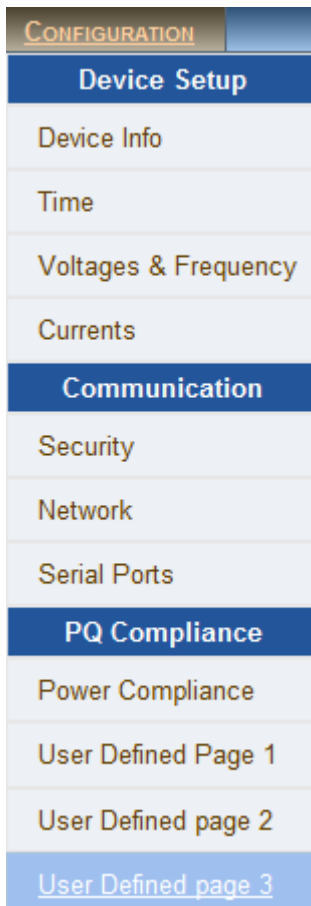 CONFIGURATION
Device Setup
Device Info
Time
Voltages & Frequency
Currents
Communication
Security
Network
Serial Ports
PQ Compliance
Power Compliance
User Defined Page 1
User Defined page 2
User Defined page 3